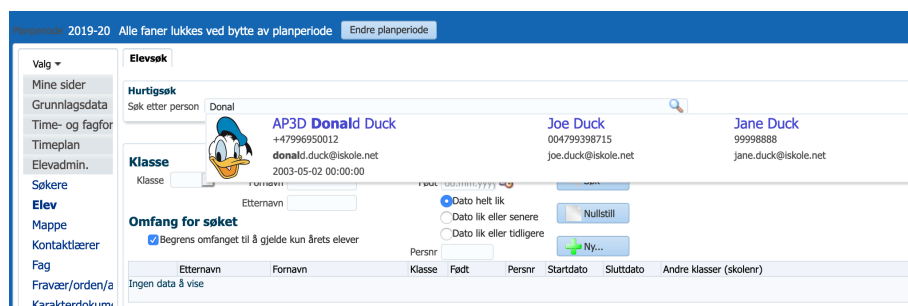 Planperiode 2019-20 Alle faner lukkes ved bytte av planperiode Endre planperiode
Valg
Mine sider
Grunnlagsdata
Time- og fagfor
Timeplan
Elevadmin.
Søkere
Elev
Mappe
Kontaktlærer
Fag
Fravær/orden/a
Karakterdokume
Elevsøk
Hurtigsøk
Søk etter person Donal
AP3D Donald Duck
+47996950012
donald.duck@iskole.net
2003-05-02 00:00:00
Joe Duck
004799398715
joe.duck@iskole.net
Jane Duck
99998888
jane.duck@iskole.net
Klasse
Klasse Fornavn Født dd.mm.yyyy Søk
Etternavn Dato helt lik
Dato lik eller senere Nullstill
Dato lik eller tidligere
Omfang for søket
Begrens omfanget til å gjelde kun årets elever
Persnr Ny...
Etternavn Fornavn Klasse Født Persnr Startdato Sluttdato Andre klasser (skolenr)
Ingen data å vise